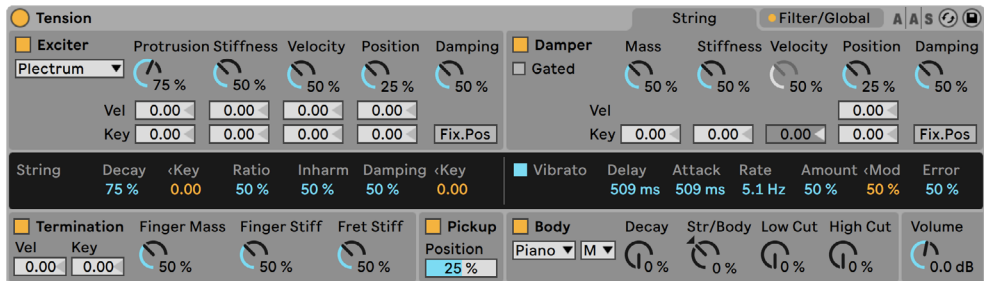 Tension String Filter/Global A A S
Exciter Protrusion Stiffness Velocity Position Damping
Plectrum 75 % 50 % 50 % 25 % 50 %
Vel 0.00 0.00 0.00 0.00
Key 0.00 0.00 0.00 0.00 Fix.Pos
Damper Mass Stiffness Velocity Position Damping
Gated 50 % 50 % 50 % 25 % 50 %
Vel 0.00
Key 0.00 0.00 0.00 0.00 Fix.Pos
String Decay <Key Ratio Inharm Damping <Key
75 % 0.00 50 % 50 % 50 % 0.00
Vibrato Delay Attack Rate Amount <Mod Error
509 ms 509 ms 5.1 Hz 50 % 50 % 50 %
Termination Finger Mass Finger Stiff Fret Stiff
Vel Key
0.00 0.00 50 % 50 % 50 %
Pickup
Position
25 %
Body Decay Str/Body Low Cut High Cut Volume
Piano M 0 % 0 % 0 % 0 % 0.0 dB